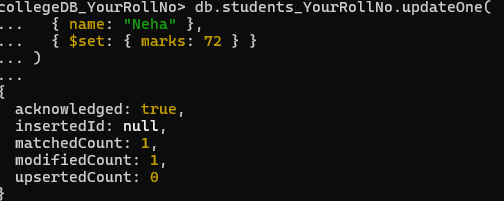 collegeDB_YourRollNo> db.students_YourRollNo.updateOne(
...   { name: "Neha" },
...   { $set: { marks: 72 } }
... )
...
{
  acknowledged: true,
  insertedId: null,
  matchedCount: 1,
  modifiedCount: 1,
  upsertedCount: 0
}